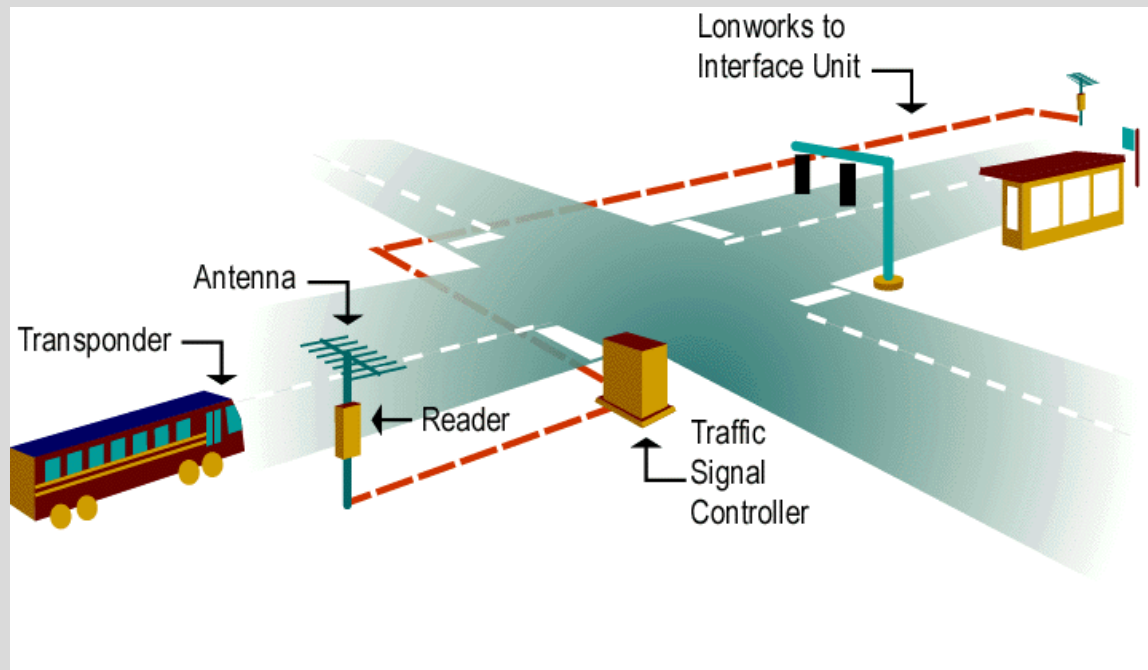 Lonworks to
Interface Unit
Antenna
Transponder
Reader
Traffic
Signal
Controller